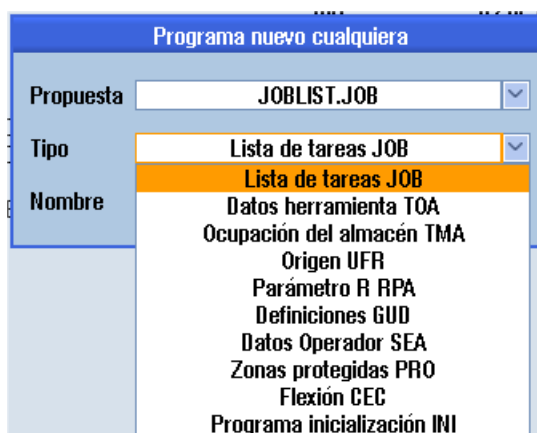 Programa nuevo cualquiera
Propuesta JOBLIST.JOB
Tipo Lista de tareas JOB
Lista de tareas JOB
Nombre
Datos herramienta TOA
Ocupación del almacén TMA
Origen UFR
Parámetro R RPA
Definiciones GUD
Datos Operador SEA
Zonas protegidas PRO
Flexión CEC
Programa inicialización INI